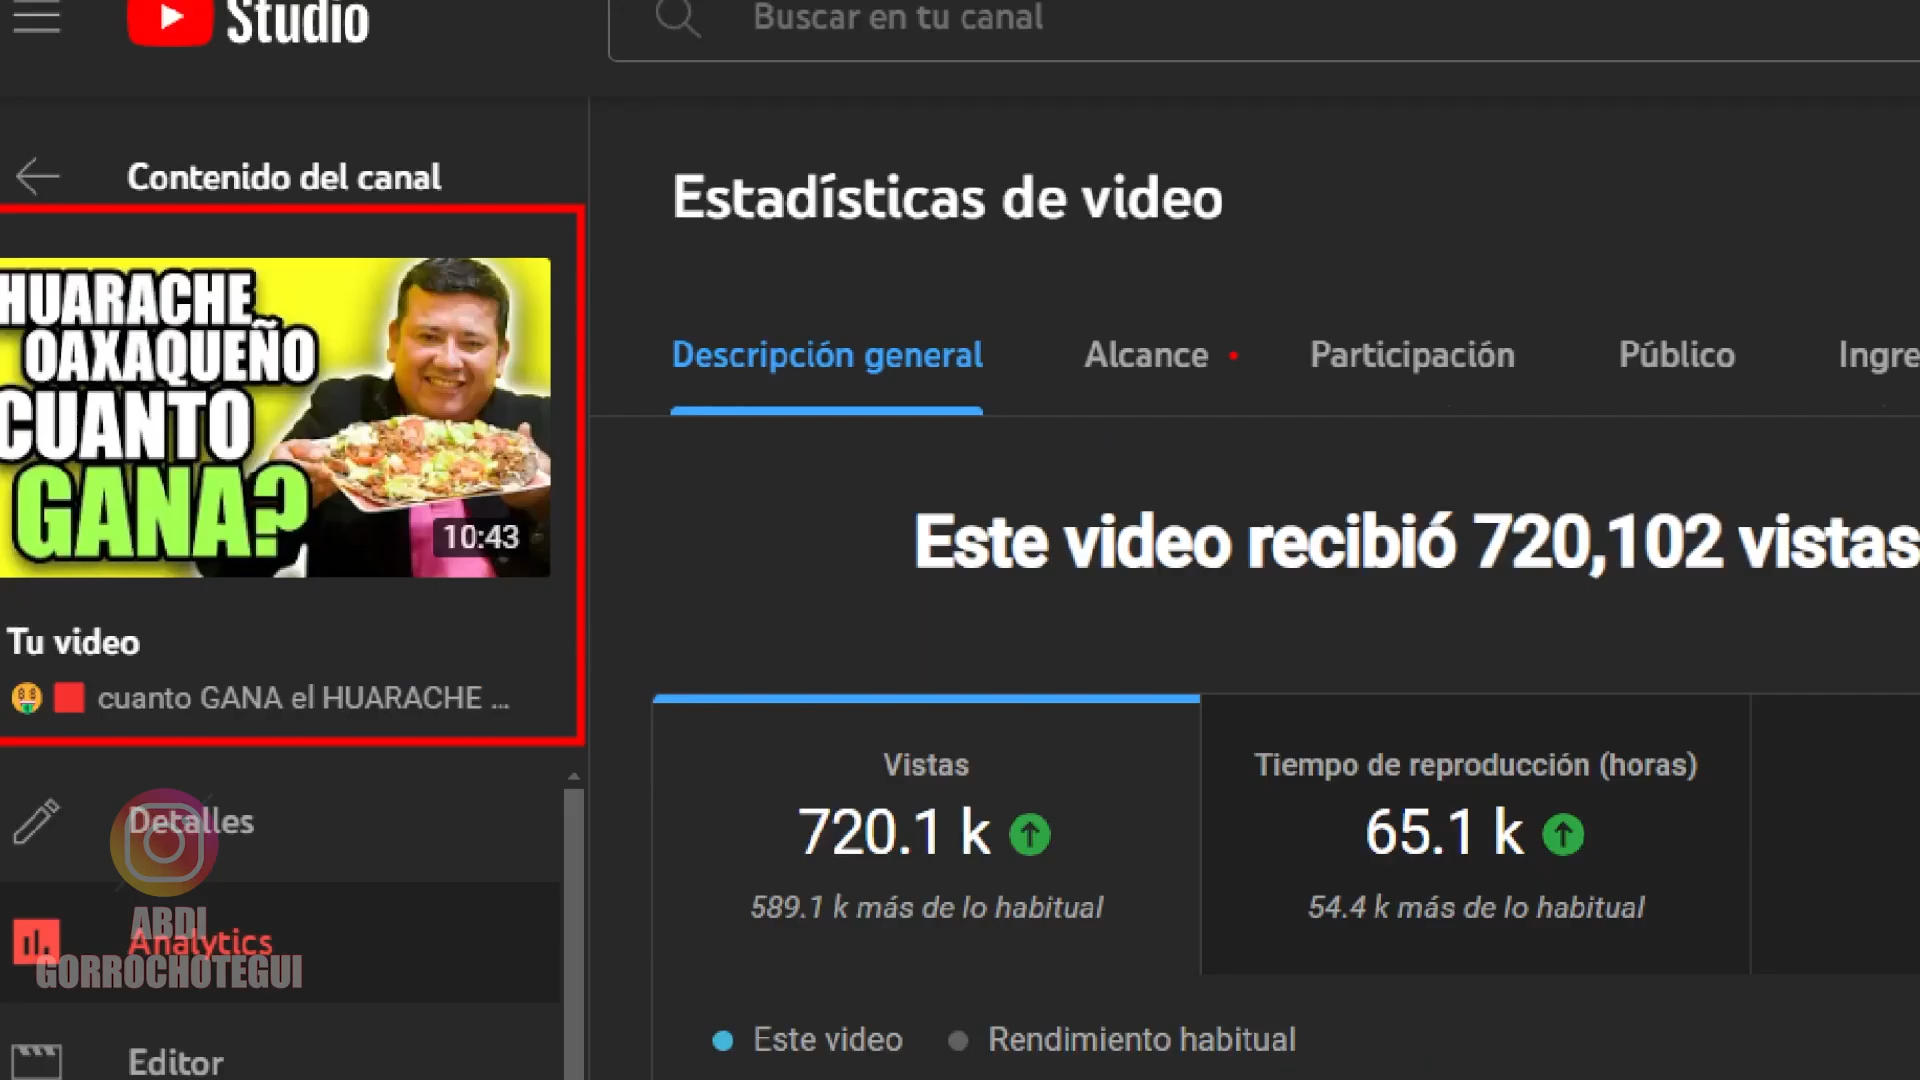 Studio
Buscar en tu canal
Contenido del canal
HUARACHE
OAXAQUEÑO
CUANTO
GANA?
10:43
Tu video
cuanto GANA el HUARACHE ...
Detalles
ABDI
Analytics
GORROCHOTEGUI
Editor
Estadísticas de video
Descripción general
Alcance
Participación
Público
Ingre
Este video recibió 720,102 vistas
Vistas
720.1 k
589.1 k más de lo habitual
Tiempo de reproducción (horas)
65.1 k
54.4 k más de lo habitual
Este video
Rendimiento habitual